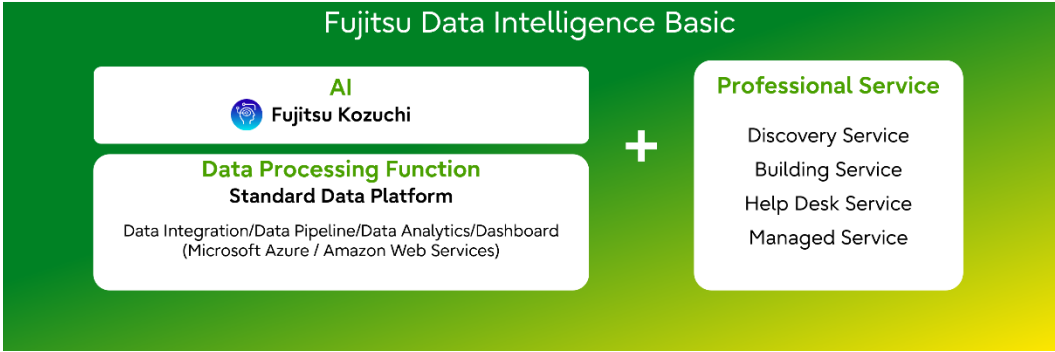 Fujitsu Data Intelligence Basic
AI
Fujitsu Kozuchi
Data Processing Function
Standard Data Platform
Data Integration/Data Pipeline/Data Analytics/Dashboard
(Microsoft Azure / Amazon Web Services)
+
Professional Service
Discovery Service
Building Service
Help Desk Service
Managed Service